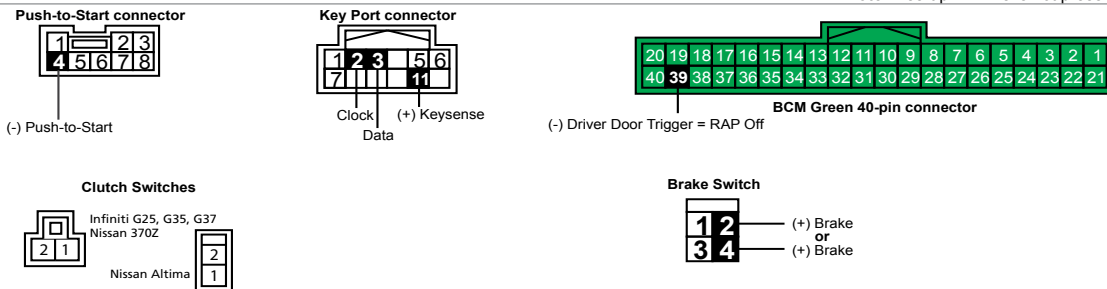 Push-to-Start connector
1 2 3
4 5 6 7 8
(-) Push-to-Start
Key Port connector
1 2 3 5 6
7 11
Clock
(+) Keysense
Data
20 19 18 17 16 15 14 13 12 11 10 9 8 7 6 5 4 3 2 1
40 39 38 37 36 35 34 33 32 31 30 29 28 27 26 25 24 23 22 21
BCM Green 40-pin connector
(-) Driver Door Trigger = RAP Off
Clutch Switches
Infiniti G25, G35, G37
Nissan 370Z
2 1
Nissan Altima
2
1
Brake Switch
1 2
3 4
(+) Brake
or
(+) Brake